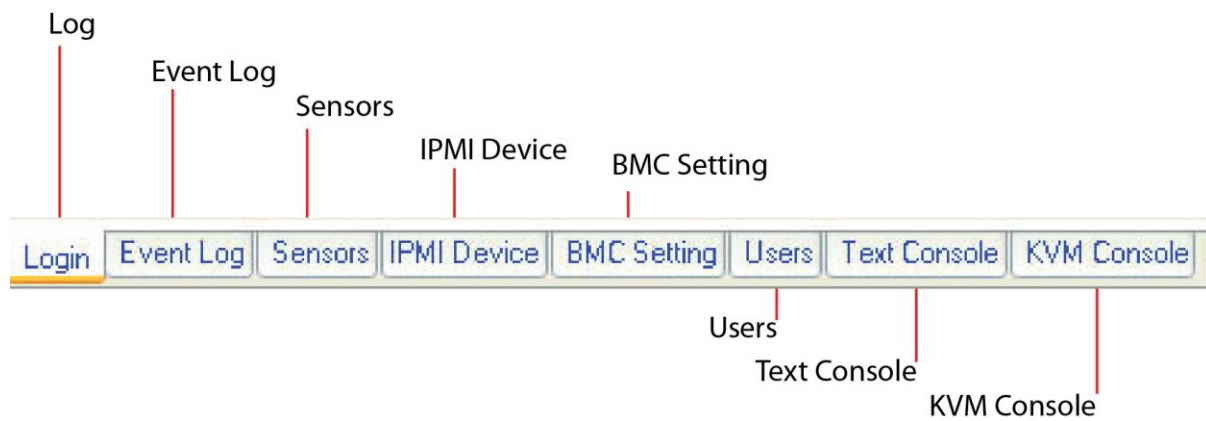 Log
Event Log
Sensors
IPMI Device
BMC Setting
Login Event Log Sensors IPMI Device BMC Setting Users Text Console KVM Console
Users
Text Console
KVM Console